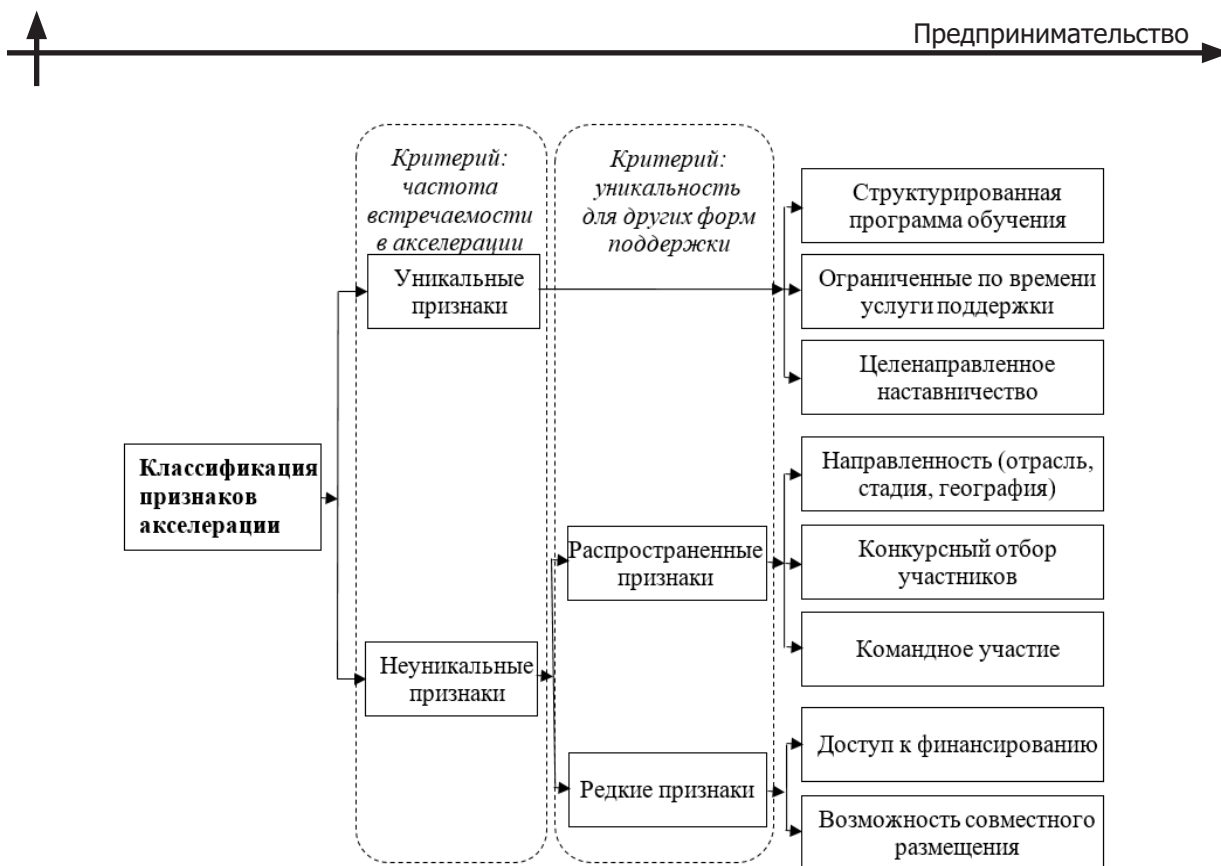 Предпринимательство
Критерий:
частота
встречаемости
в акселерации
Критерий:
уникальность
для других форм
поддержки
Уникальные
признаки
Структурированная
программа обучения
Ограниченные по времени
услуги поддержки
Целенаправленное
наставничество
Классификация
признаков
акселерации
Неуникальные
признаки
Распространенные
признаки
Направленность (отрасль,
стадия, география)
Конкурсный отбор
участников
Командное участие
Редкие признаки
Доступ к финансированию
Возможность совместного
размещения